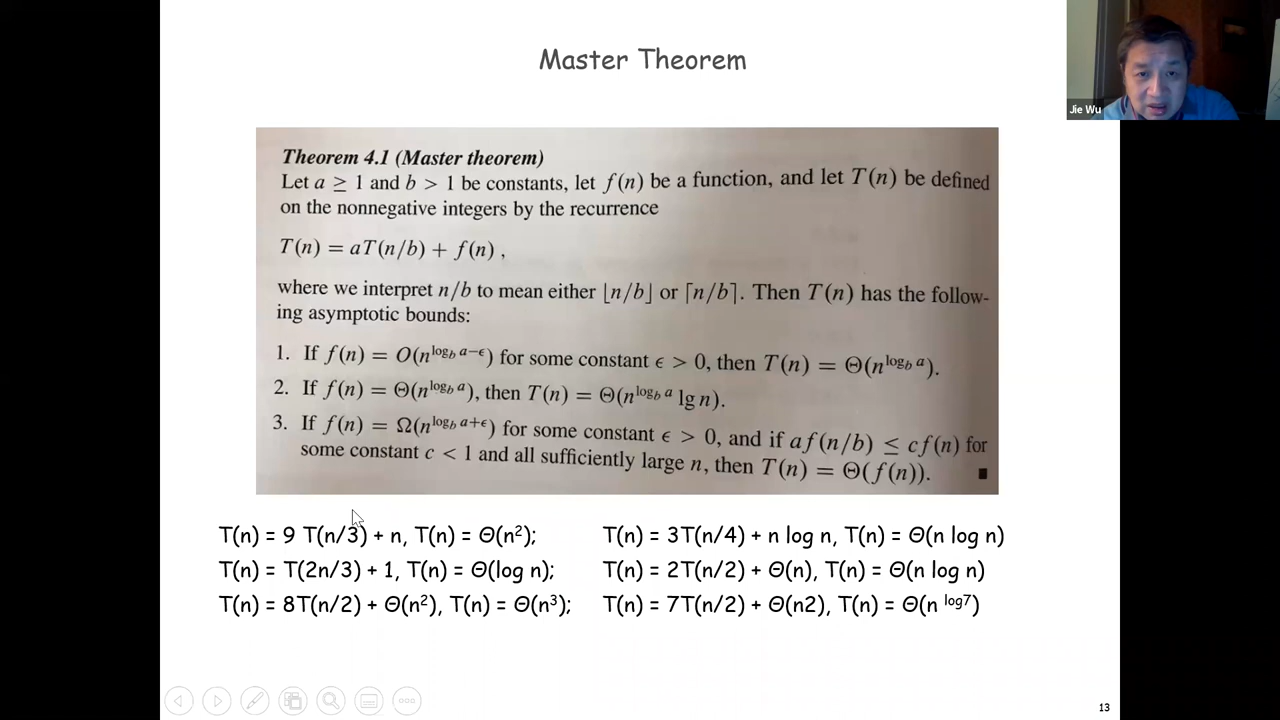 Master Theorem
Jie Wu
Theorem 4.1 (Master theorem)
Let a ≥ 1 and b > 1 be constants, let f(n) be a function, and let T(n) be defined
on the nonnegative integers by the recurrence
T(n) = aT(n/b) + f(n) ,
where we interpret n/b to mean either ⌊n/b⌋ or ⌈n/b⌉. Then T(n) has the follow-
ing asymptotic bounds:
1. If f(n) = O(n^{log_b a−ϵ}) for some constant ϵ > 0, then T(n) = Θ(n^{log_b a}).
2. If f(n) = Θ(n^{log_b a}), then T(n) = Θ(n^{log_b a} lg n).
3. If f(n) = Ω(n^{log_b a+ϵ}) for some constant ϵ > 0, and if af(n/b) ≤ cf(n) for
some constant c < 1 and all sufficiently large n, then T(n) = Θ(f(n)). ■
T(n) = 9 T(n/3) + n, T(n) = Θ(n²);
T(n) = T(2n/3) + 1, T(n) = Θ(log n);
T(n) = 8T(n/2) + Θ(n²), T(n) = Θ(n³);
T(n) = 3T(n/4) + n log n, T(n) = Θ(n log n)
T(n) = 2T(n/2) + Θ(n), T(n) = Θ(n log n)
T(n) = 7T(n/2) + Θ(n2), T(n) = Θ(n ^{log7})
13